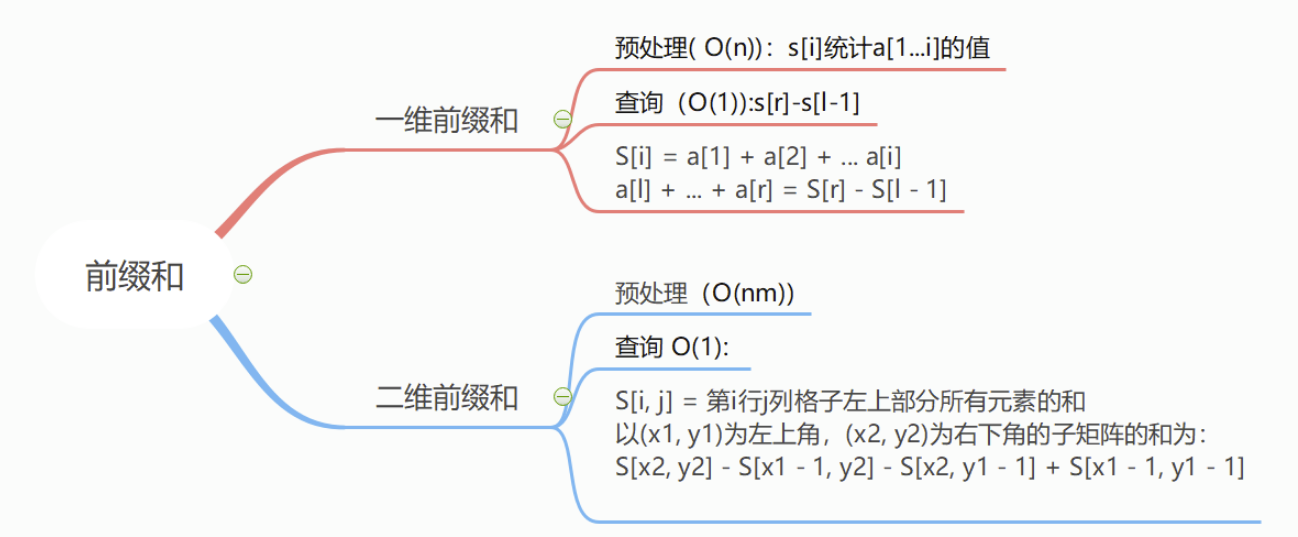 前缀和
一维前缀和
预处理( O(n))：s[i]统计a[1...i]的值
查询（O(1)):s[r]-s[l-1]
S[i] = a[1] + a[2] + ... a[i]
a[l] + ... + a[r] = S[r] - S[l - 1]
二维前缀和
预处理（O(nm))
查询 O(1):
S[i, j] = 第i行j列格子左上部分所有元素的和
以(x1, y1)为左上角，(x2, y2)为右下角的子矩阵的和为：
S[x2, y2] - S[x1 - 1, y2] - S[x2, y1 - 1] + S[x1 - 1, y1 - 1]